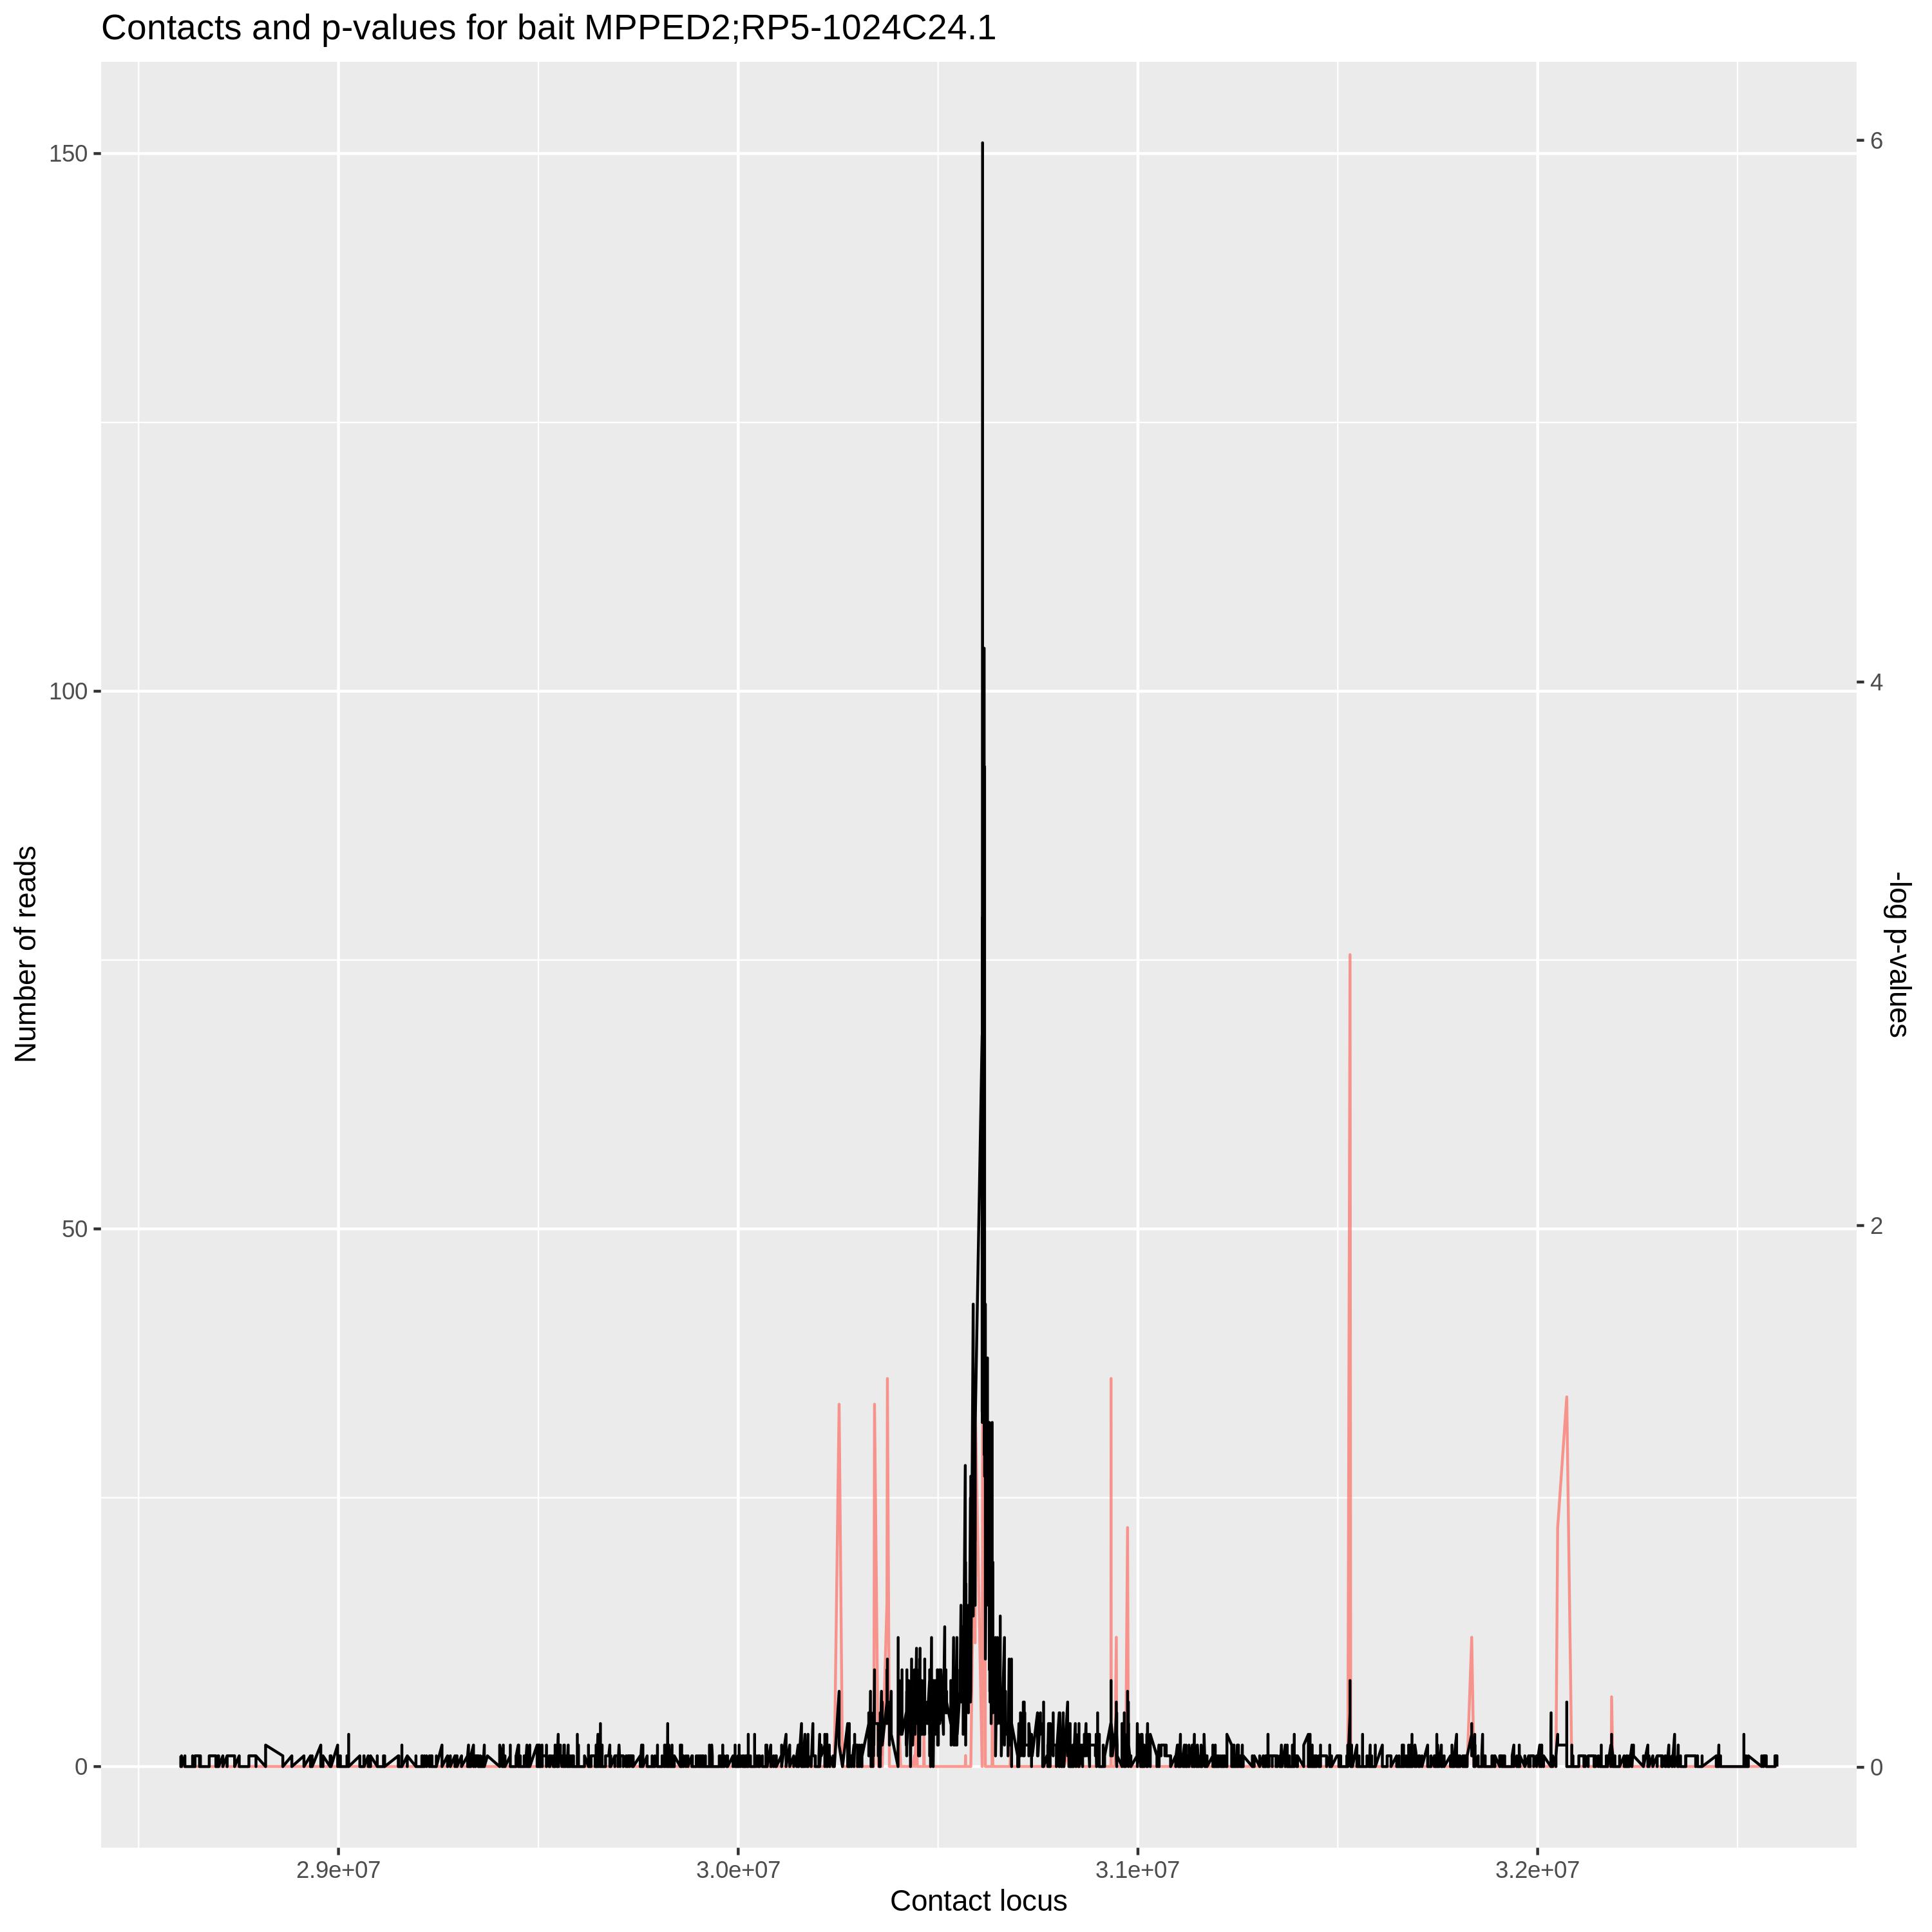 Contacts and p-values for bait MPPED2;RP5-1024C24.1
150
100
50
0
Number of reads
6
4
2
0
-log p-values
2.9e+07
3.0e+07
3.1e+07
3.2e+07
Contact locus